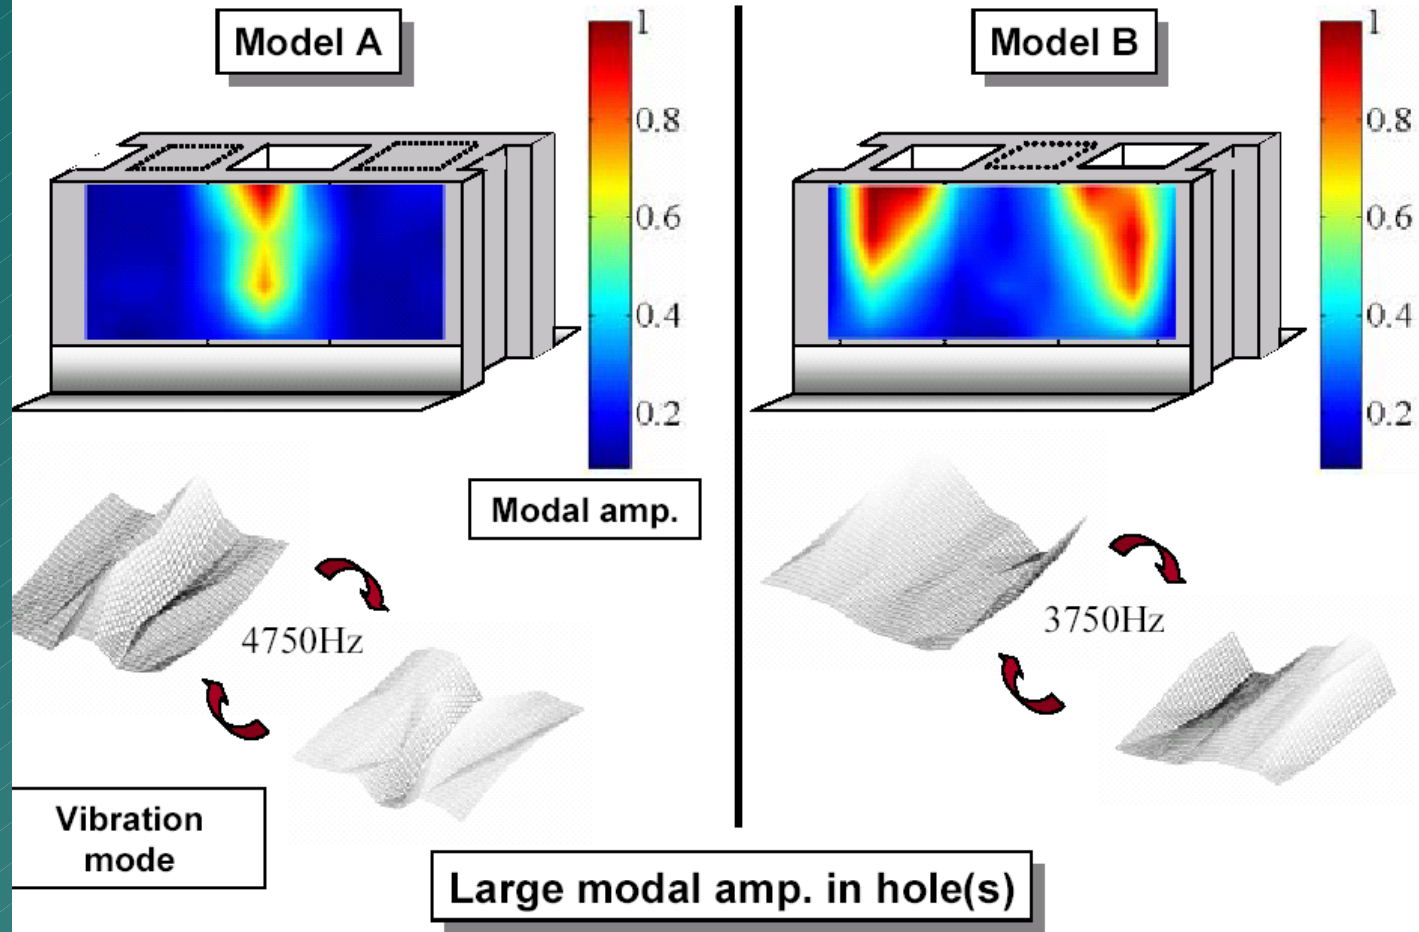 Model A
1
0.8
0.6
0.4
0.2
Modal amp.
4750Hz
Vibration
mode
Model B
1
0.8
0.6
0.4
0.2
3750Hz
Large modal amp. in hole(s)